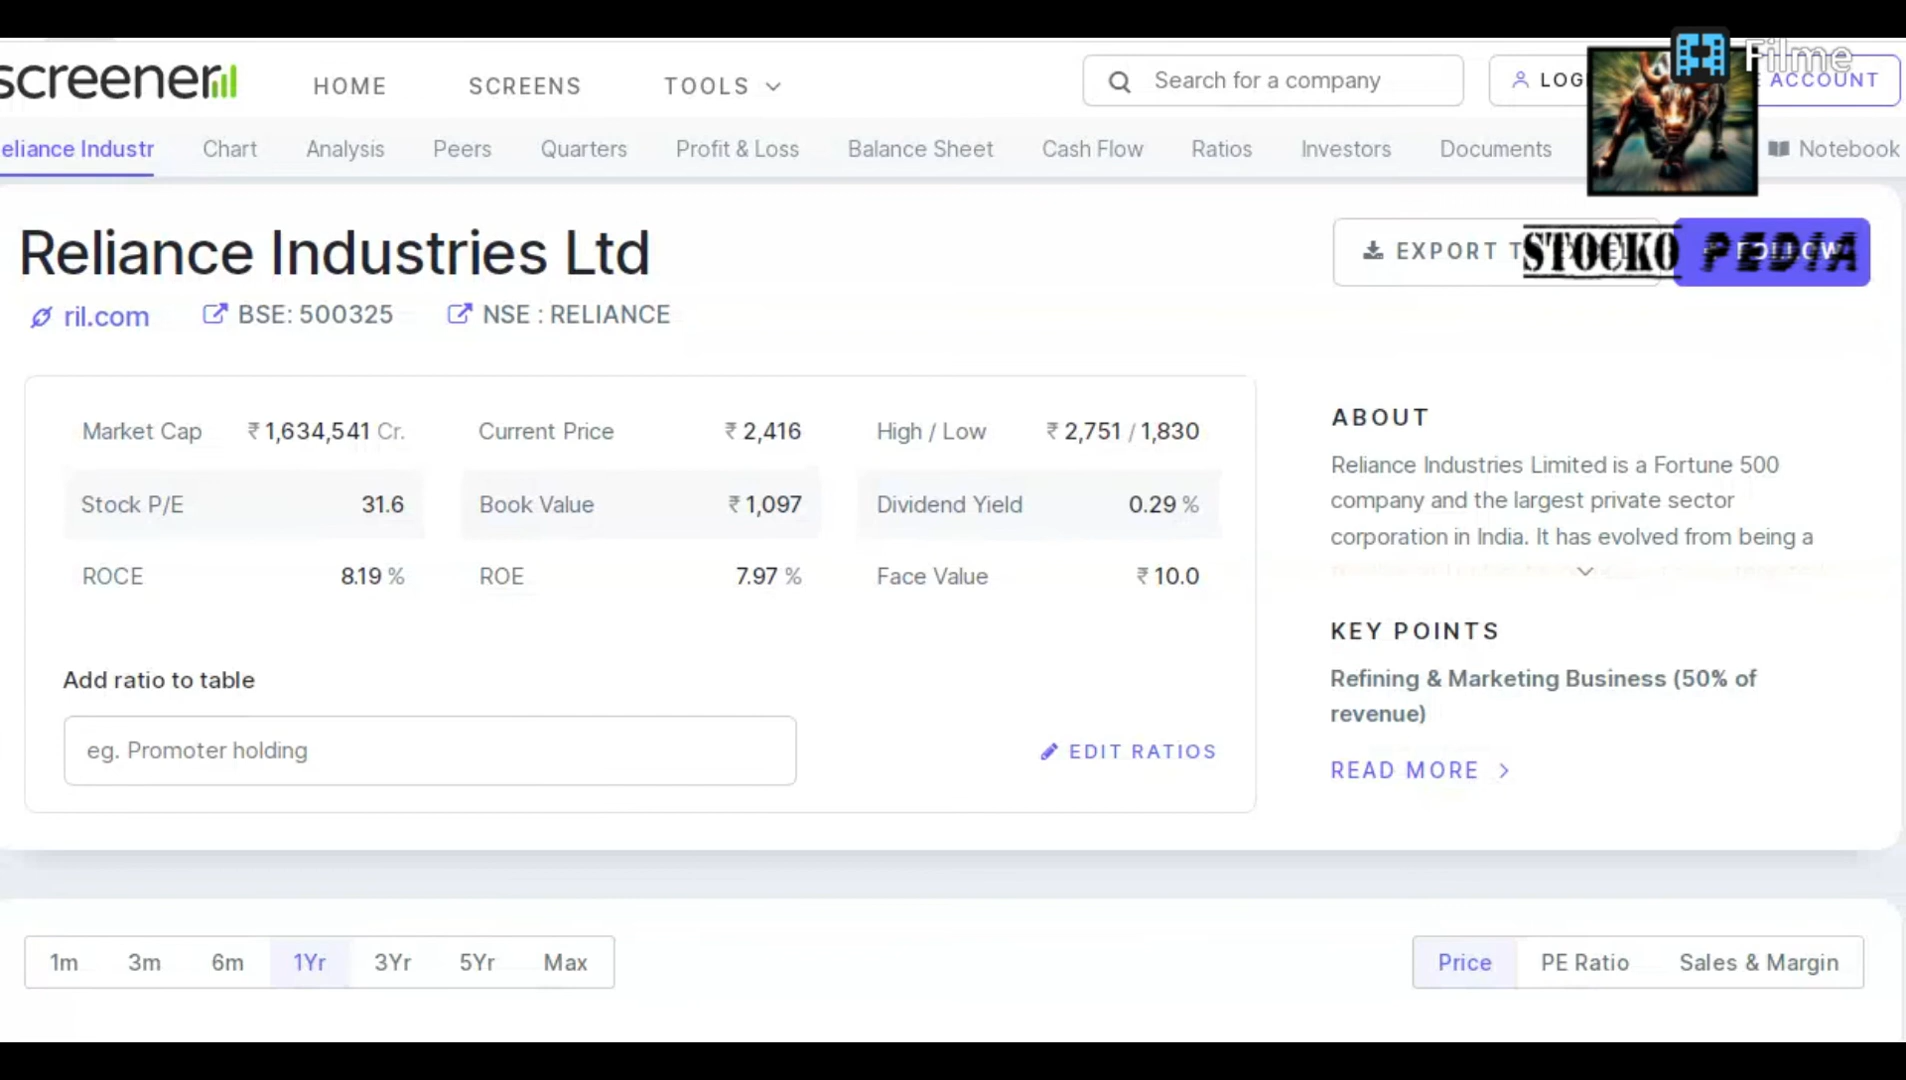 Filme
screener
HOME
SCREENS
TOOLS
Search for a company
LOG
ACCOUNT
eliance Industr
Chart
Analysis
Peers
Quarters
Profit & Loss
Balance Sheet
Cash Flow
Ratios
Investors
Documents
Notebook
Reliance Industries Ltd
EXPORT T
STOCKO PEDIA
FOLLOW
ril.com
BSE: 500325
NSE : RELIANCE
Market Cap ₹ 1,634,541 Cr.
Current Price ₹ 2,416
High / Low ₹ 2,751 / 1,830
Stock P/E 31.6
Book Value ₹ 1,097
Dividend Yield 0.29 %
ROCE 8.19 %
ROE 7.97 %
Face Value ₹ 10.0
Add ratio to table
eg. Promoter holding
EDIT RATIOS
ABOUT
Reliance Industries Limited is a Fortune 500
company and the largest private sector
corporation in India. It has evolved from being a
KEY POINTS
Refining & Marketing Business (50% of
revenue)
READ MORE
1m
3m
6m
1Yr
3Yr
5Yr
Max
Price
PE Ratio
Sales & Margin